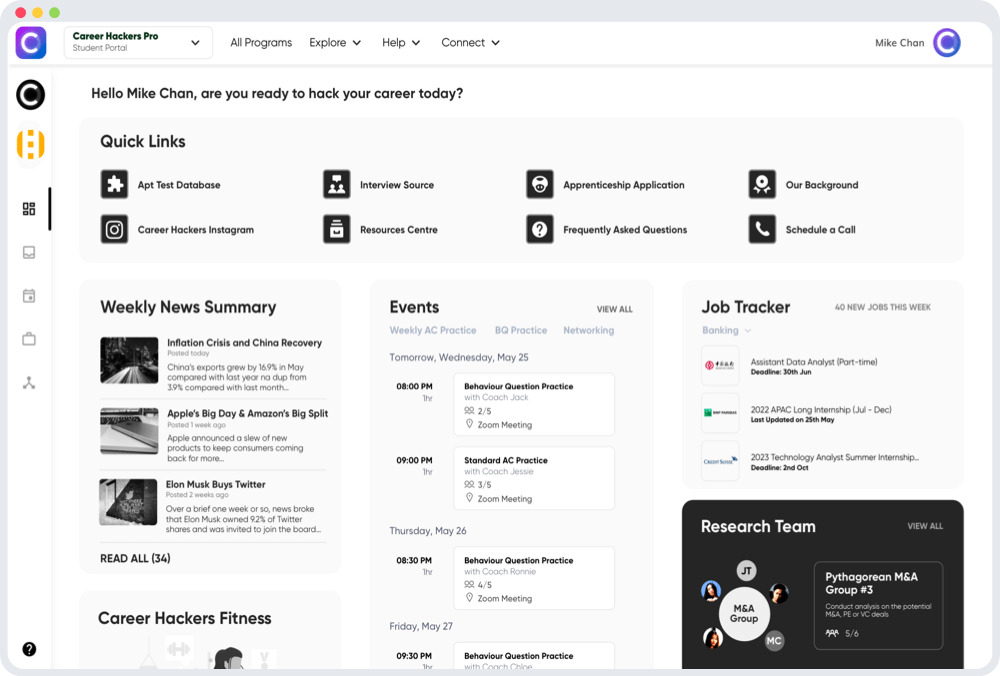 Career Hackers Pro
Student Portal
All Programs
Explore
Help
Connect
Mike Chan
Hello Mike Chan, are you ready to hack your career today?
Quick Links
Apt Test Database
Interview Source
Apprenticeship Application
Our Background
Career Hackers Instagram
Resources Centre
Frequently Asked Questions
Schedule a Call
Weekly News Summary
Inflation Crisis and China Recovery
Posted today
China's exports grew by 16.9% in May
compared with last year na dup from
3.9% compared with last month...
Apple's Big Day & Amazon's Big Split
Posted 1 week ago
Apple announced a slew of new
products to keep consumers coming
back for more...
Elon Musk Buys Twitter
Posted 2 weeks ago
Over a brief one week or so, news broke
that Elon Musk owned 9.2% of Twitter
shares and was invited to join the board...
READ ALL (34)
Career Hackers Fitness
Events
VIEW ALL
Weekly AC Practice
BQ Practice
Networking
Tomorrow, Wednesday, May 25
08:00 PM
1hr
Behaviour Question Practice
with Coach Jack
2/5
Zoom Meeting
09:00 PM
1hr
Standard AC Practice
with Coach Jessie
3/5
Zoom Meeting
Thursday, May 26
08:30 PM
1hr
Behaviour Question Practice
with Coach Ronnie
4/5
Zoom Meeting
Friday, May 27
09:30 PM
1hr
Behaviour Question Practice
with Coach Chloe
Job Tracker
40 NEW JOBS THIS WEEK
Banking
Assistant Data Analyst (Part-time)
Deadline: 30th Jun
BNP PARIBAS
2022 APAC Long Internship (Jul - Dec)
Last Updated on 25th May
CREDIT SUISSE
2023 Technology Analyst Summer Internship...
Deadline: 2nd Oct
Research Team
VIEW ALL
JT
M&A
Group
MC
Pythagorean M&A
Group #3
Conduct analysis on the potential
M&A, PE or VC deals
5/6